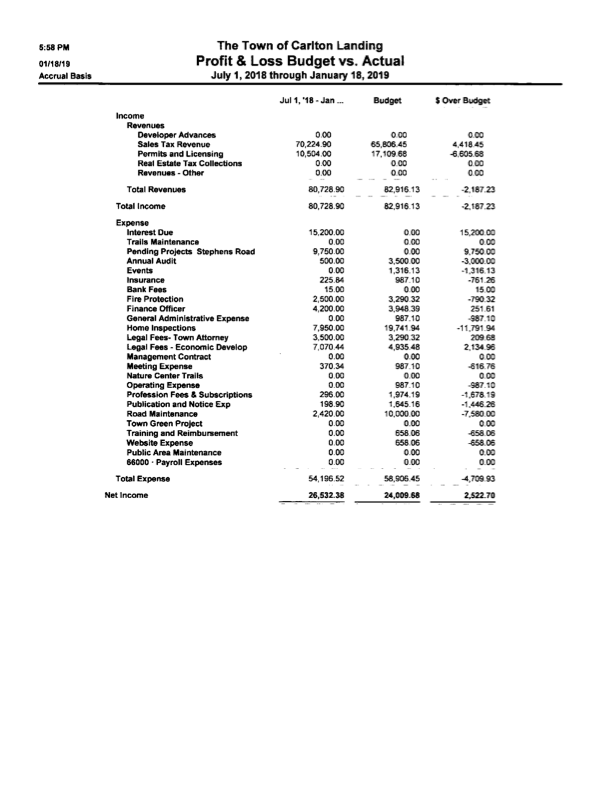 5:58 PM
The Town of Carlton Landing
01/18/19
Profit & Loss Budget vs. Actual
Accrual Basis
July 1, 2018 through January 18, 2019
Jul 1, '18 - Jan ... Budget $ Over Budget
Income
Revenues
Developer Advances 0.00 0.00 0.00
Sales Tax Revenue 70,224.90 65,806.45 4,418.45
Permits and Licensing 10,504.00 17,109.68 -6,605.68
Real Estate Tax Collections 0.00 0.00 0.00
Revenues - Other 0.00 0.00 0.00
Total Revenues 80,728.90 82,916.13 -2,187.23
Total Income 80,728.90 82,916.13 -2,187.23
Expense
Interest Due 15,200.00 0.00 15,200.00
Trails Maintenance 0.00 0.00 0.00
Pending Projects Stephens Road 9,750.00 0.00 9,750.00
Annual Audit 500.00 3,500.00 -3,000.00
Events 0.00 1,316.13 -1,316.13
Insurance 225.84 987.10 -761.26
Bank Fees 15.00 0.00 15.00
Fire Protection 2,500.00 3,290.32 -790.32
Finance Officer 4,200.00 3,948.39 251.61
General Administrative Expense 0.00 987.10 -987.10
Home Inspections 7,950.00 19,741.94 -11,791.94
Legal Fees- Town Attorney 3,500.00 3,290.32 209.68
Legal Fees - Economic Develop 7,070.44 4,935.48 2,134.96
Management Contract 0.00 0.00 0.00
Meeting Expense 370.34 987.10 -616.76
Nature Center Trails 0.00 0.00 0.00
Operating Expense 0.00 987.10 -987.10
Profession Fees & Subscriptions 296.00 1,974.19 -1,678.19
Publication and Notice Exp 198.90 1,645.16 -1,446.26
Road Maintenance 2,420.00 10,000.00 -7,580.00
Town Green Project 0.00 0.00 0.00
Training and Reimbursement 0.00 658.06 -658.06
Website Expense 0.00 658.06 -658.06
Public Area Maintenance 0.00 0.00 0.00
66000 · Payroll Expenses 0.00 0.00 0.00
Total Expense 54,196.52 58,906.45 -4,709.93
Net Income 26,532.38 24,009.68 2,522.70